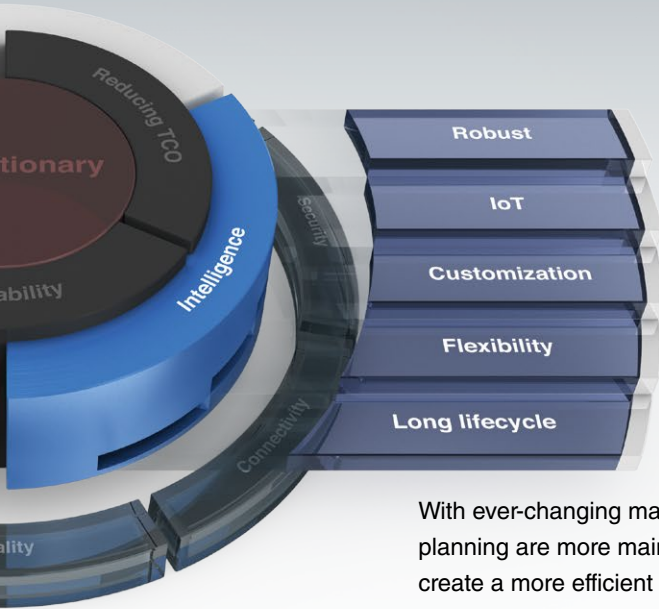 Reducing TCO
tionary
ability
Intelligence
Security
Connectivity
ality
Robust
IoT
Customization
Flexibility
Long lifecycle
With ever-changing ma
planning are more main
create a more efficient